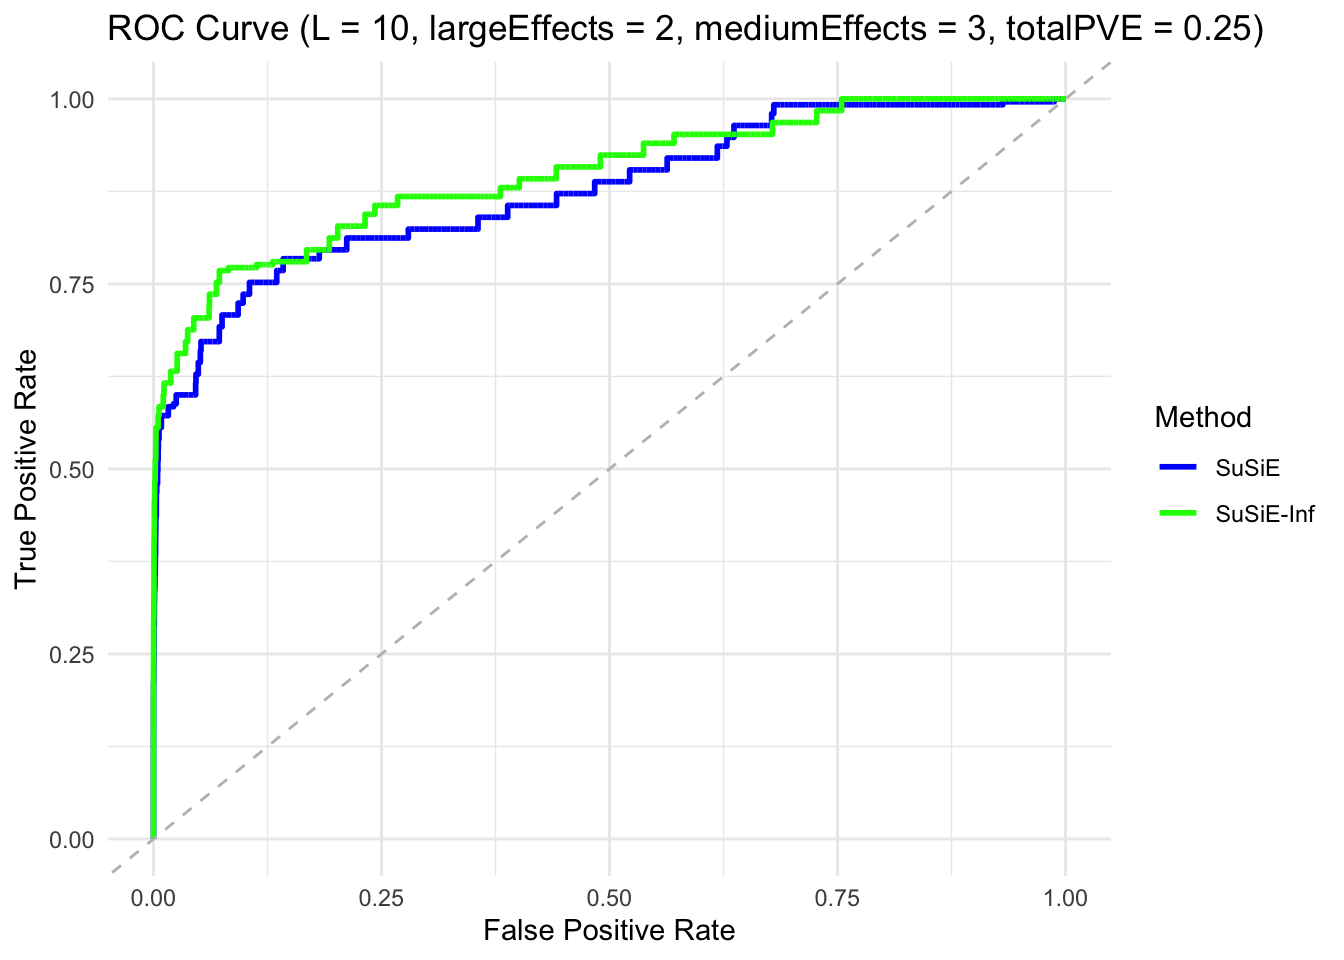 ROC Curve (L = 10, largeEffects = 2, mediumEffects = 3, totalPVE = 0.25)
True Positive Rate
1.00
0.75
0.50
0.25
0.00
0.00 0.25 0.50 0.75 1.00
False Positive Rate
Method
SuSiE
SuSiE-Inf